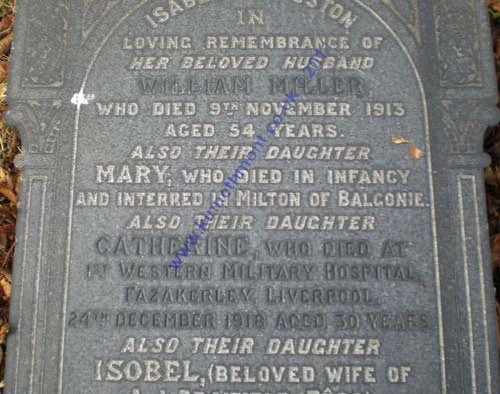 ISABEL
IN
LOVING REMEMBRANCE OF
HER BELOVED HUSBAND
WILLIAM MILLER
WHO DIED 9TH NOVEMBER 1913
AGED 54 YEARS.
ALSO THEIR DAUGHTER
MARY, WHO DIED IN INFANCY
AND INTERRED IN MILTON OF BALGONIE.
ALSO THEIR DAUGHTER
CATHERINE, WHO DIED AT
1ST WESTERN MILITARY HOSPITAL
FAZAKERLEY, LIVERPOOL,
24TH DECEMBER 1918 AGED 30 YEARS
ALSO THEIR DAUGHTER
ISOBEL, (BELOVED WIFE OF